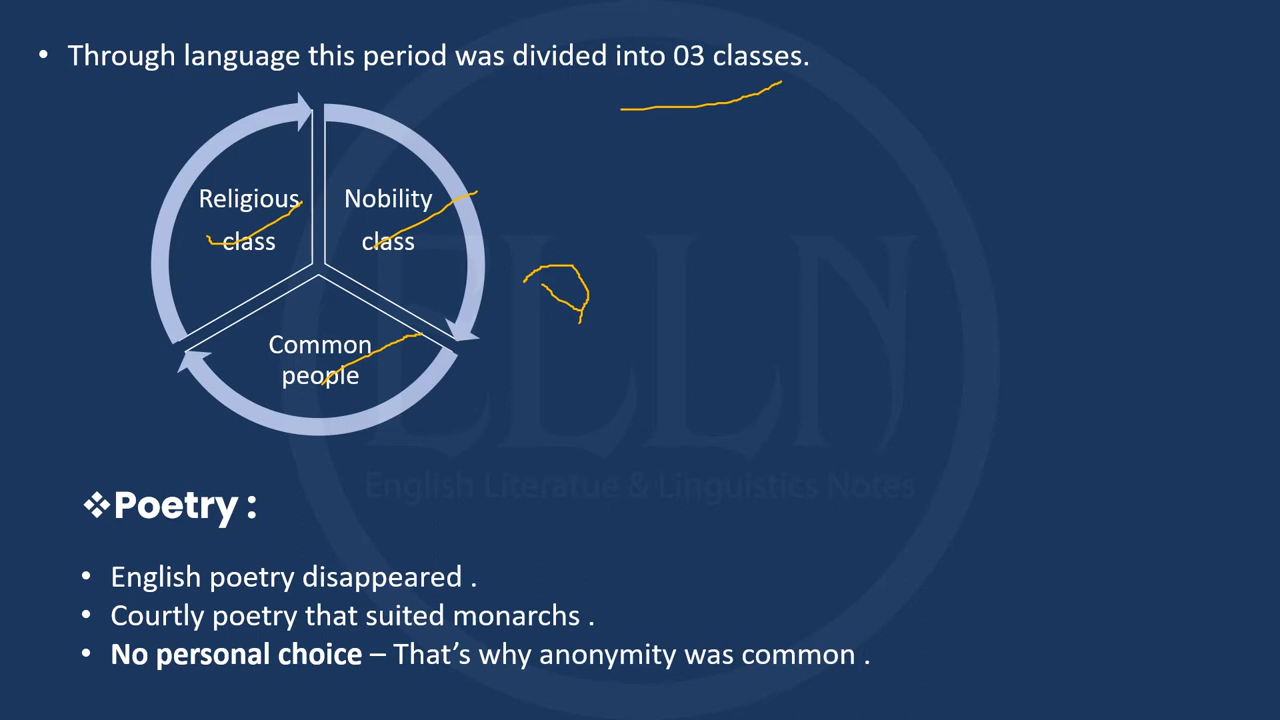 • Through language this period was divided into 03 classes.
Religious
class
Nobility
class
Common
people
ELLN
English Literatue & Linguistics Notes
❖Poetry :
• English poetry disappeared .
• Courtly poetry that suited monarchs .
• No personal choice – That’s why anonymity was common .